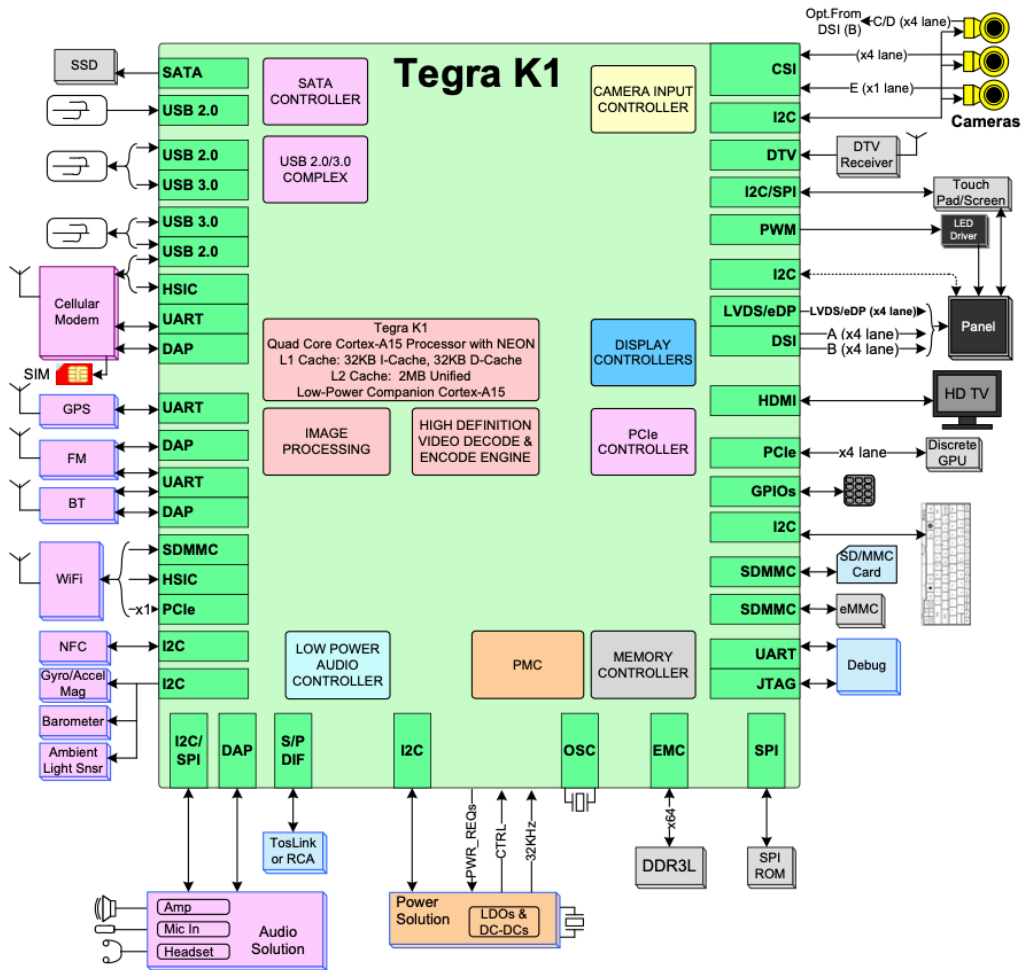 Tegra K1
SSD
SATA
USB 2.0
USB 2.0
USB 3.0
USB 3.0
USB 2.0
HSIC
UART
DAP
Cellular
Modem
SIM
GPS
UART
FM
DAP
UART
BT
DAP
WiFi
SDMMC
HSIC
x1
PCIe
NFC
I2C
Gyro/Accel
Mag
I2C
Barometer
Ambient
Light Snsr
SATA
CONTROLLER
USB 2.0/3.0
COMPLEX
CAMERA INPUT
CONTROLLER
Tegra K1
Quad Core Cortex-A15 Processor with NEON
L1 Cache: 32KB I-Cache, 32KB D-Cache
L2 Cache: 2MB Unified
Low-Power Companion Cortex-A15
DISPLAY
CONTROLLERS
IMAGE
PROCESSING
HIGH DEFINITION
VIDEO DECODE &
ENCODE ENGINE
PCIe
CONTROLLER
LOW POWER
AUDIO
CONTROLLER
PMC
MEMORY
CONTROLLER
Opt.From
DSI (B)
C/D (x4 lane)
CSI
(x4 lane)
E (x1 lane)
I2C
Cameras
DTV
DTV
Receiver
I2C/SPI
Touch
Pad/Screen
PWM
LED
Driver
I2C
LVDS/eDP
LVDS/eDP (x4 lane)
DSI
A (x4 lane)
B (x4 lane)
Panel
HDMI
HD TV
PCIe
x4 lane
Discrete
GPU
GPIOs
I2C
SDMMC
SD/MMC
Card
SDMMC
eMMC
UART
JTAG
Debug
I2C/
SPI
DAP
S/P
DIF
I2C
OSC
EMC
SPI
TosLink
or RCA
PWR_REQs
CTRL
32KHz
x64
DDR3L
SPI
ROM
Amp
Mic In
Headset
Audio
Solution
Power
Solution
LDOs &
DC-DCs